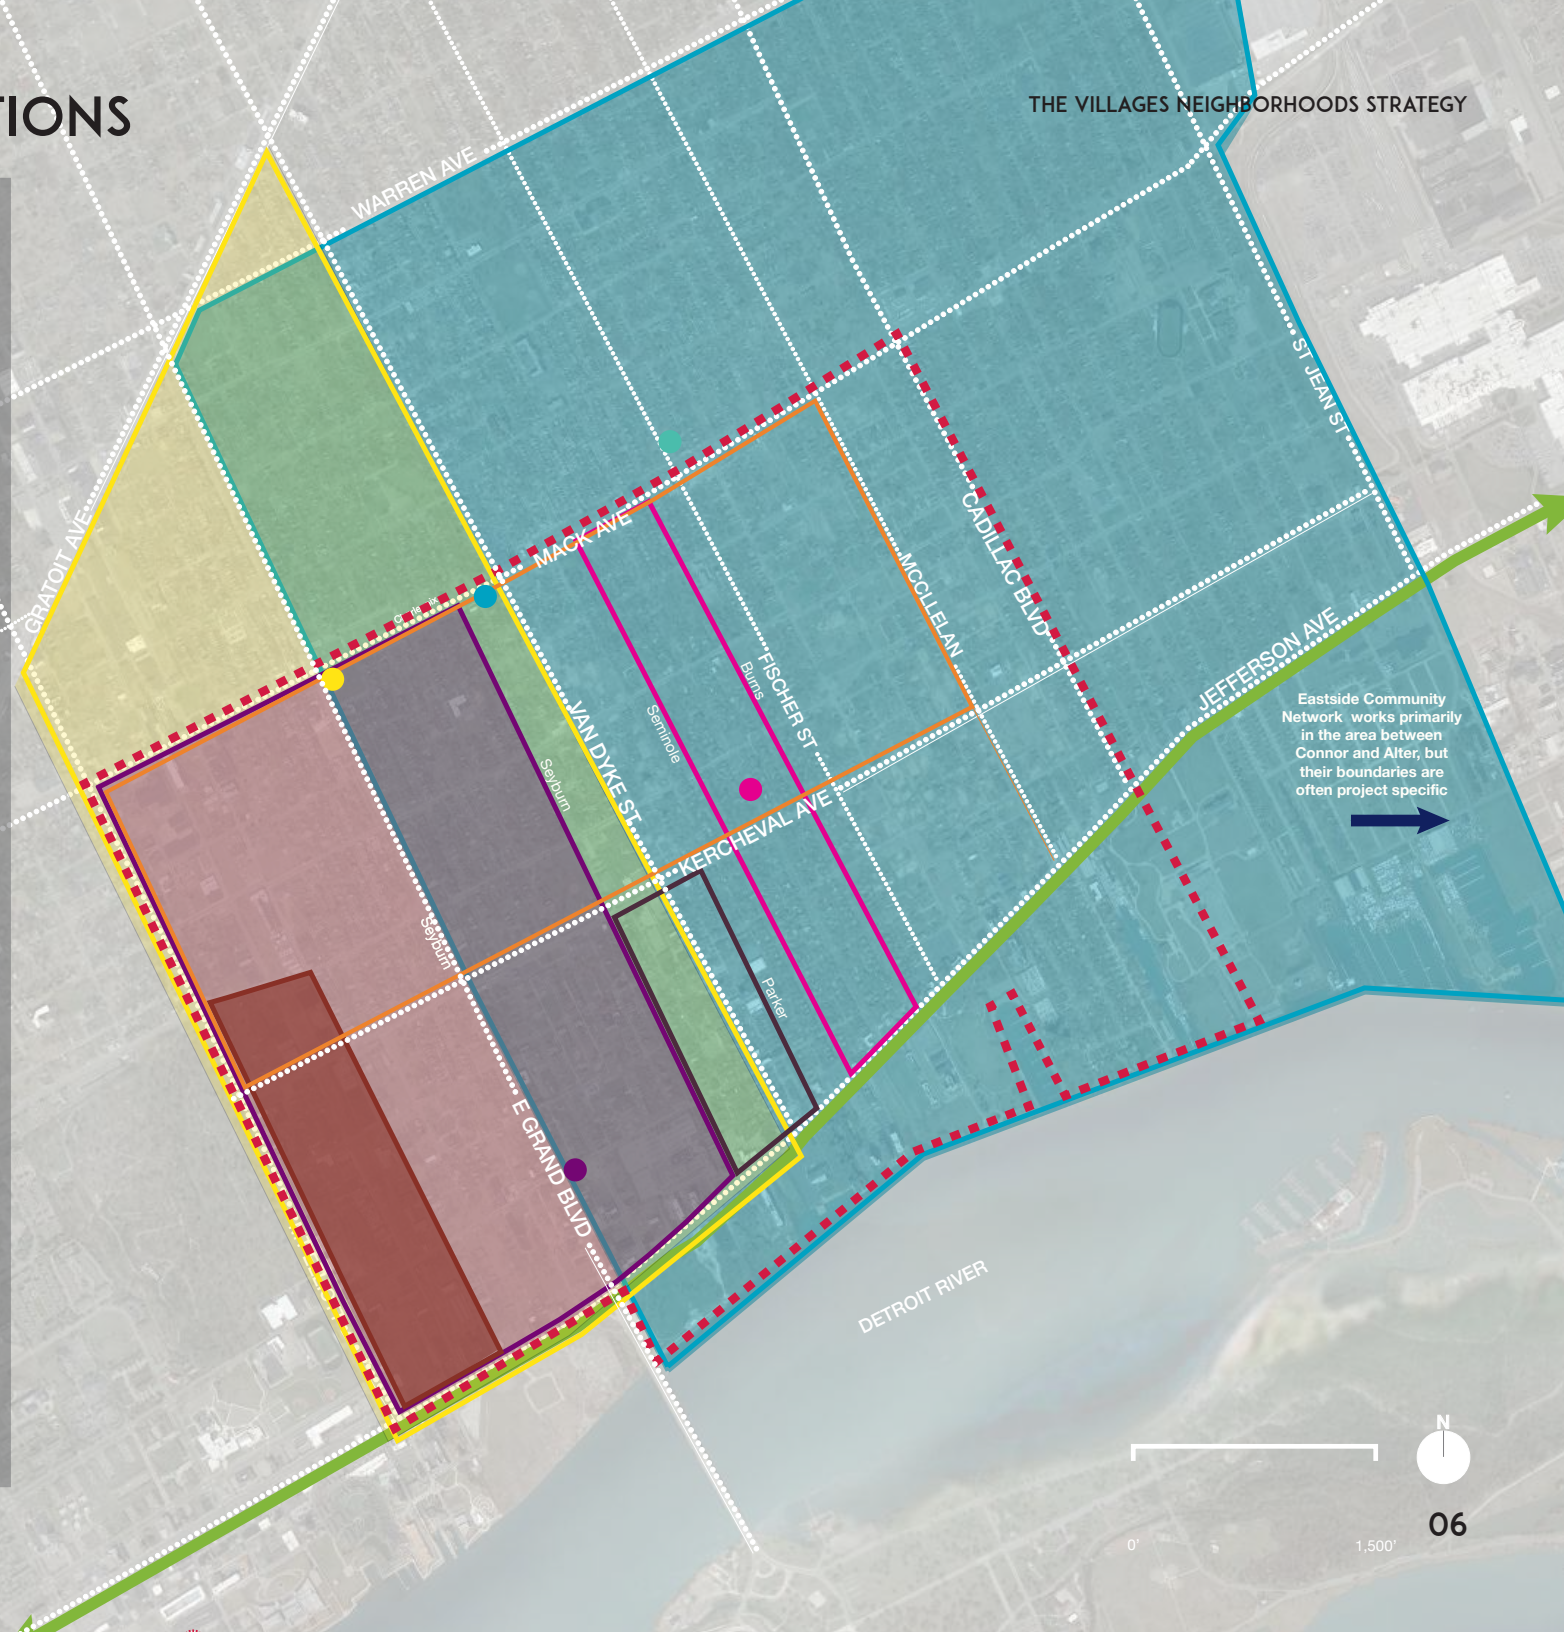 TIONS
THE VILLAGES NEIGHBORHOODS STRATEGY
WARREN AVE
GRATOIT AVE
ST JEAN ST
MACK AVE
CADILLAC BLVD
MCCLLELAN
JEFFERSON AVE
FISCHER ST
Burns
Seminole
VAN DYKE ST
Seyburn
KERCHEVAL AVE
Eastside Community
Network works primarily
in the area between
Connor and Alter, but
their boundaries are
often project specific
Seyburn
Parker
E GRAND BLVD
DETROIT RIVER
N
06
0'
1,500'